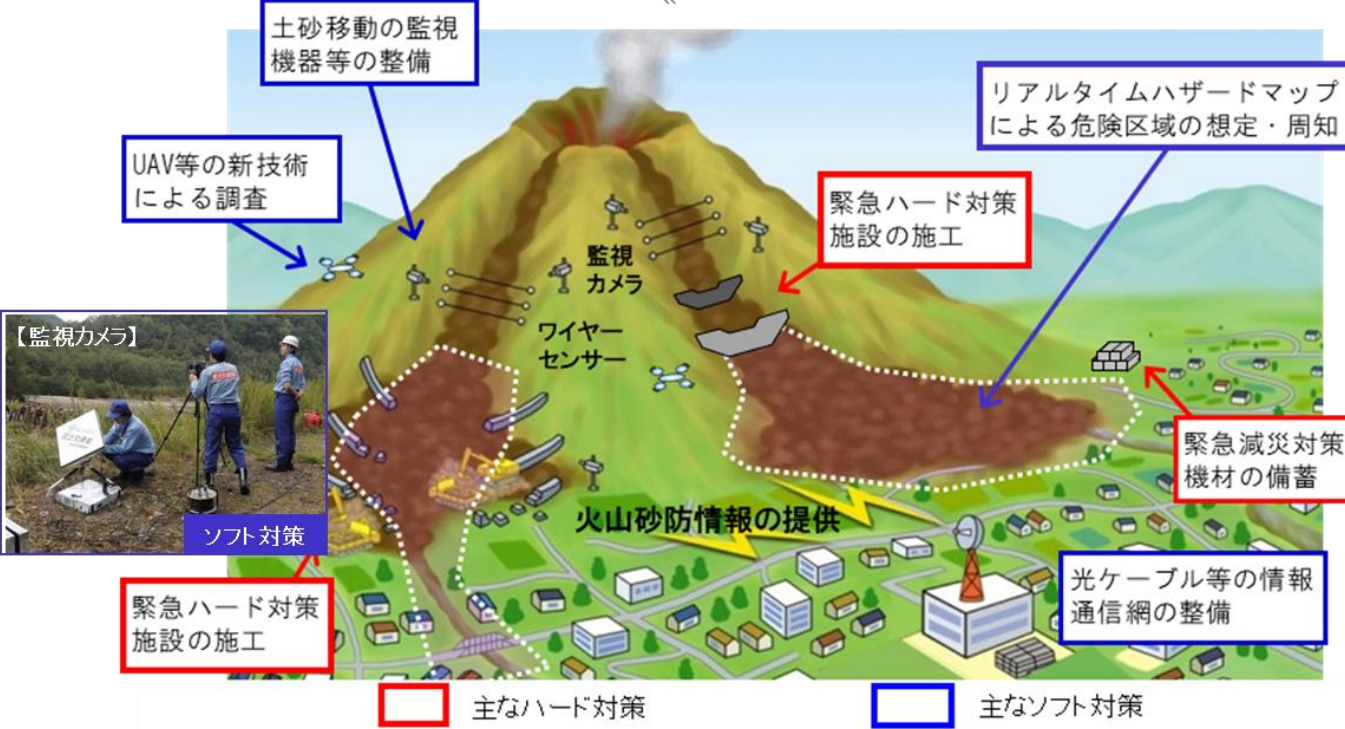 土砂移動の監視
機器等の整備
リアルタイムハザードマップ
による危険区域の想定・周知
UAV等の新技術
による調査
緊急ハード対策
施設の施工
監視
カメラ
ワイヤー
センサー
【監視カメラ】
ソフト対策
緊急減災対策
機材の備蓄
火山砂防情報の提供
光ケーブル等の情報
通信網の整備
緊急ハード対策
施設の施工
主なハード対策
主なソフト対策